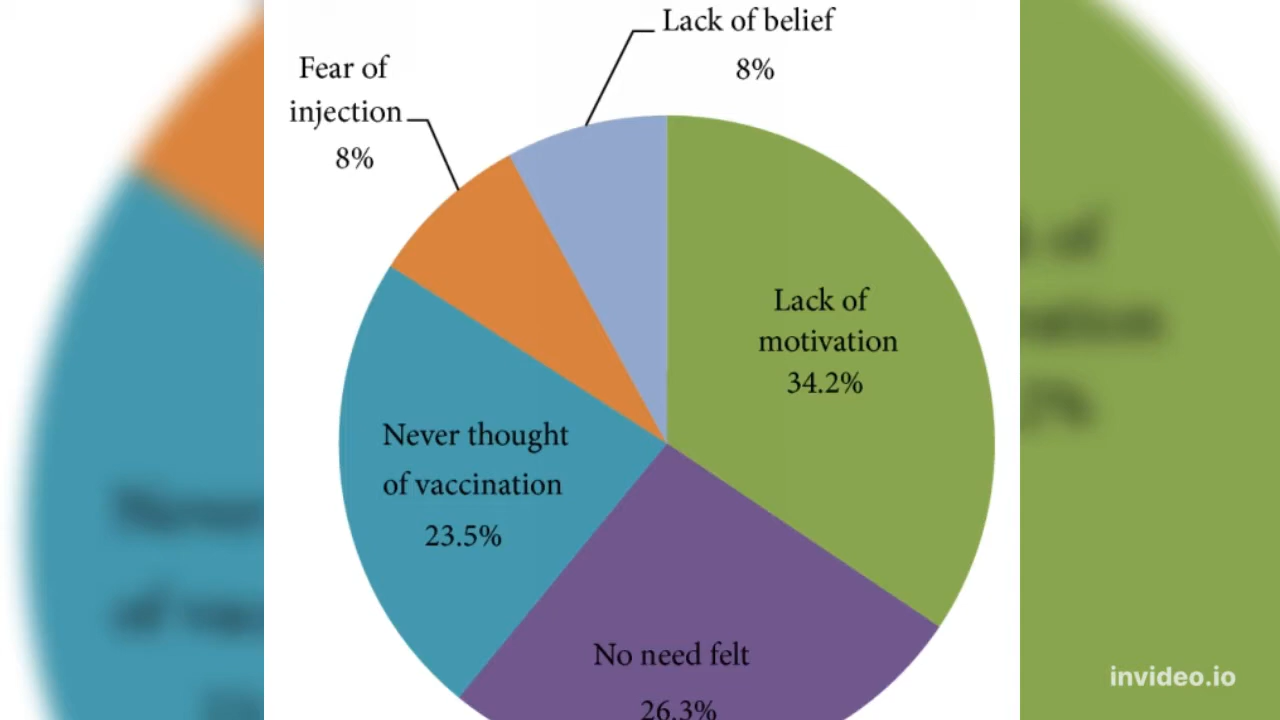 Lack of belief
8%
Fear of
injection
8%
Lack of
motivation
34.2%
Never thought
of vaccination
23.5%
No need felt
26.3%
invideo.io